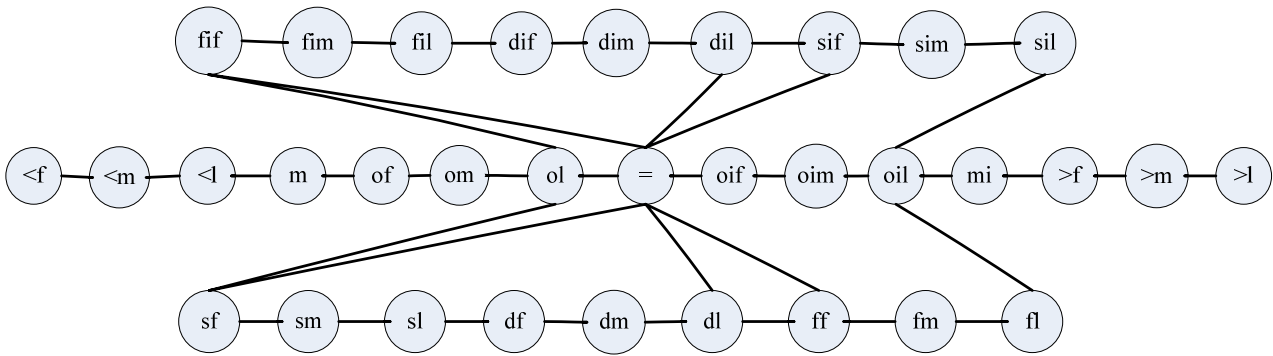 fif fim fil dif dim dil sif sim sil
<f <m <l m of om ol = oif oim oil mi >f >m >l
sf sm sl df dm dl ff fm fl